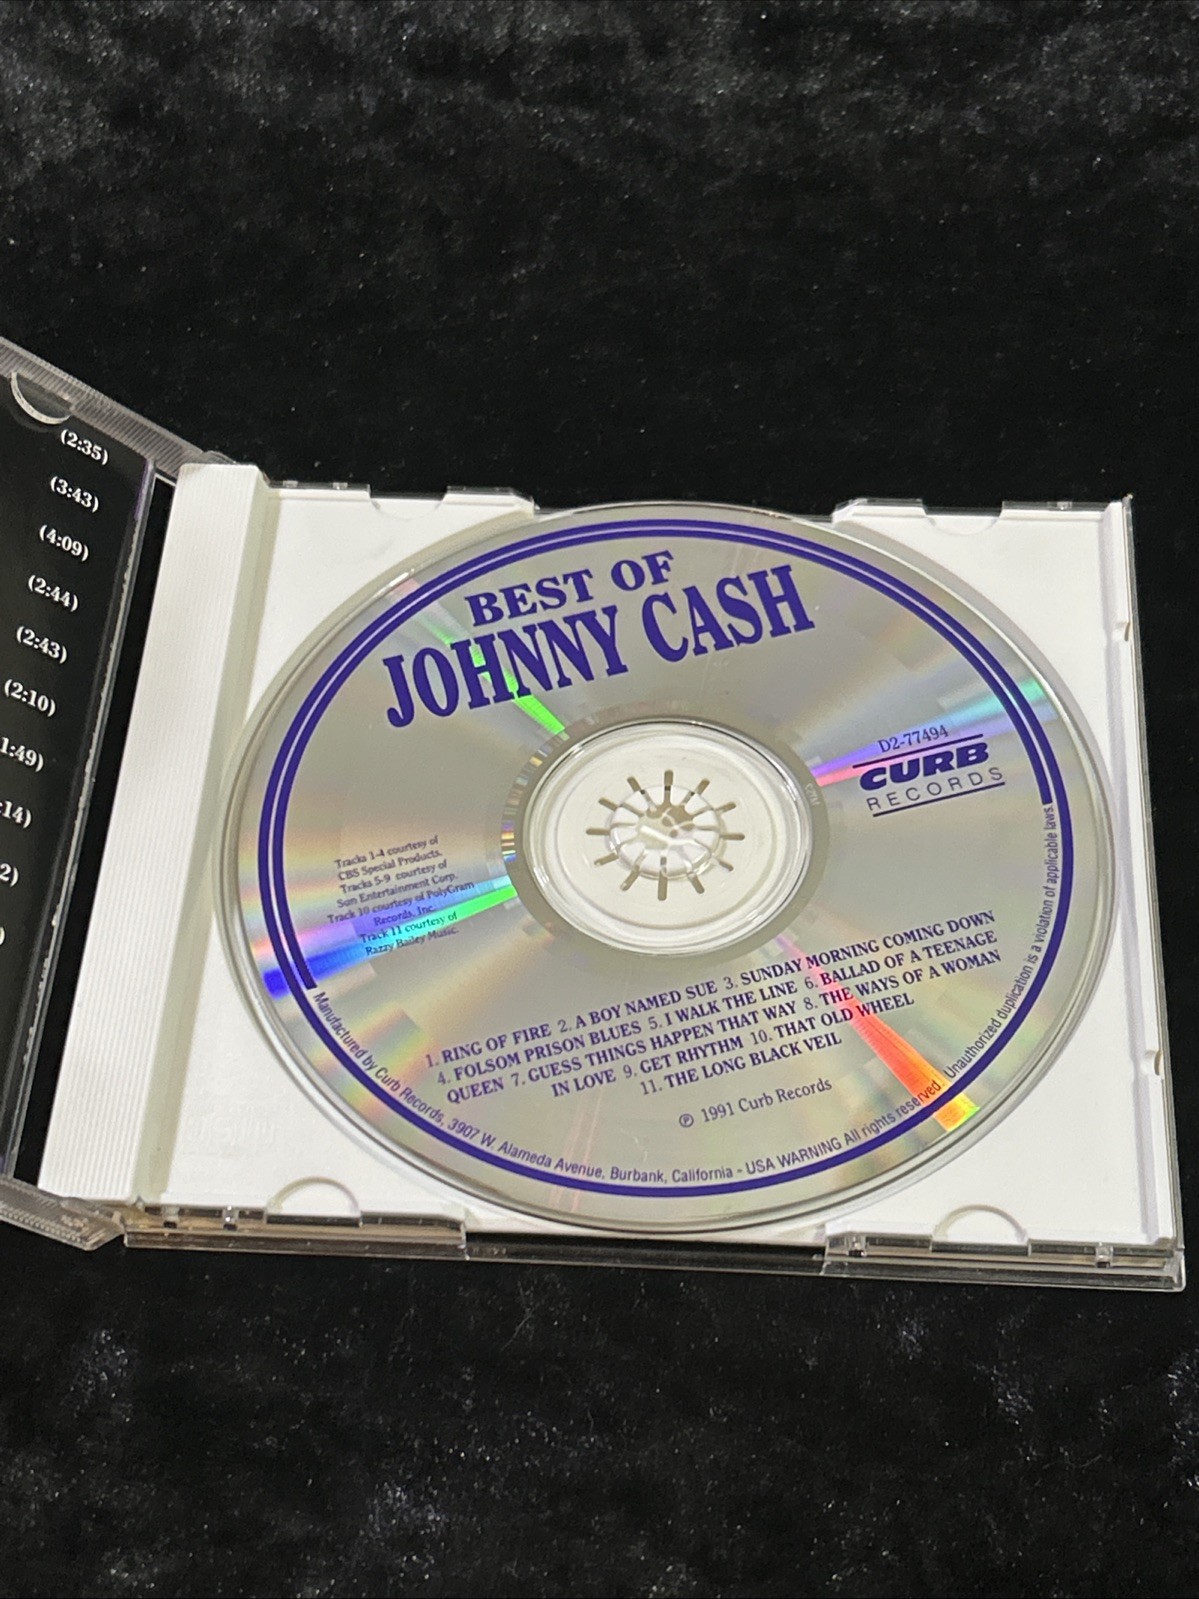 (2:35)
(3:43)
(4:09)
(2:44)
(2:43)
(2:10)
1:49)
:14)
2)
)
BEST OF
JOHNNY CASH
D2-77494
CURB
RECORDS
Tracks 1-4 courtesy of
CBS Special Products.
Tracks 5-9 courtesy of
Sun Entertainment Corp.
Track 10 courtesy of PolyGram
Records, Inc.
Track 11 courtesy of
Razzy Bailey Music.
1. RING OF FIRE 2. A BOY NAMED SUE 3. SUNDAY MORNING COMING DOWN
4. FOLSOM PRISON BLUES 5. I WALK THE LINE 6. BALLAD OF A TEENAGE
QUEEN 7. GUESS THINGS HAPPEN THAT WAY 8. THE WAYS OF A WOMAN
IN LOVE 9. GET RHYTHM 10. THAT OLD WHEEL
11. THE LONG BLACK VEIL
℗ 1991 Curb Records
Manufactured by Curb Records, 3907 W. Alameda Avenue, Burbank, California - USA WARNING All rights reserved. Unauthorized duplication is a violation of applicable laws.